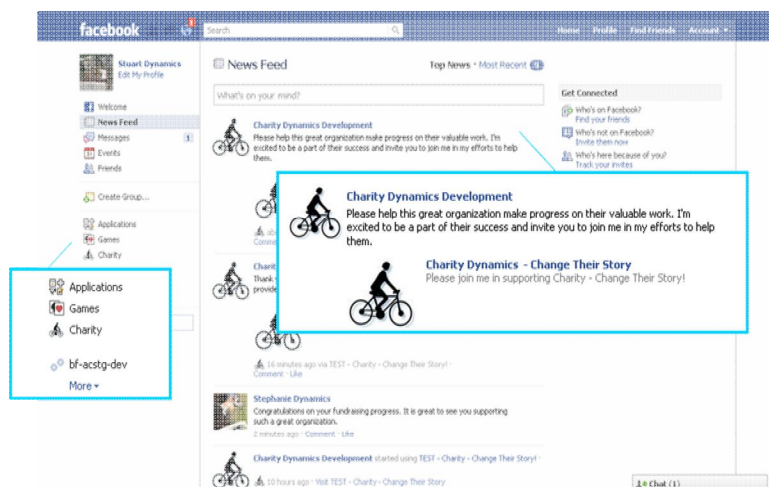 facebook
1
Search
Home Profile Find Friends Account
Stuart Dynamics
Edit My Profile
Welcome
News Feed
Messages 1
Events
Friends
Create Group...
Applications
Games
Charity
News Feed
Top News · Most Recent
What's on your mind?
Charity Dynamics Development
Please help this great organization make progress on their valuable work. I'm
excited to be a part of their success and invite you to join me in my efforts to help
them.
Get Connected
Who's on Facebook?
Find your friends
Who's not on Facebook?
Invite them now
Who's here because of you?
Track your invites
Charity Dynamics Development
Please help this great organization make progress on their valuable work. I'm
excited to be a part of their success and invite you to join me in my efforts to help
them.
Charity Dynamics - Change Their Story
Please join me in supporting Charity - Change Their Story!
Applications
Games
Charity
bf-acstg-dev
More
Thank
provide
16 minutes ago via TEST - Charity - Change Their Story! ·
Comment · Like
Stephanie Dynamics
Congratulations on your fundraising progress. It is great to see you supporting
such a great organization.
2 minutes ago · Comment · Like
Charity Dynamics Development started using TEST - Charity - Change Their Story! ·
10 hours ago · Visit TEST - Charity - Change Their Story
Chat (1)